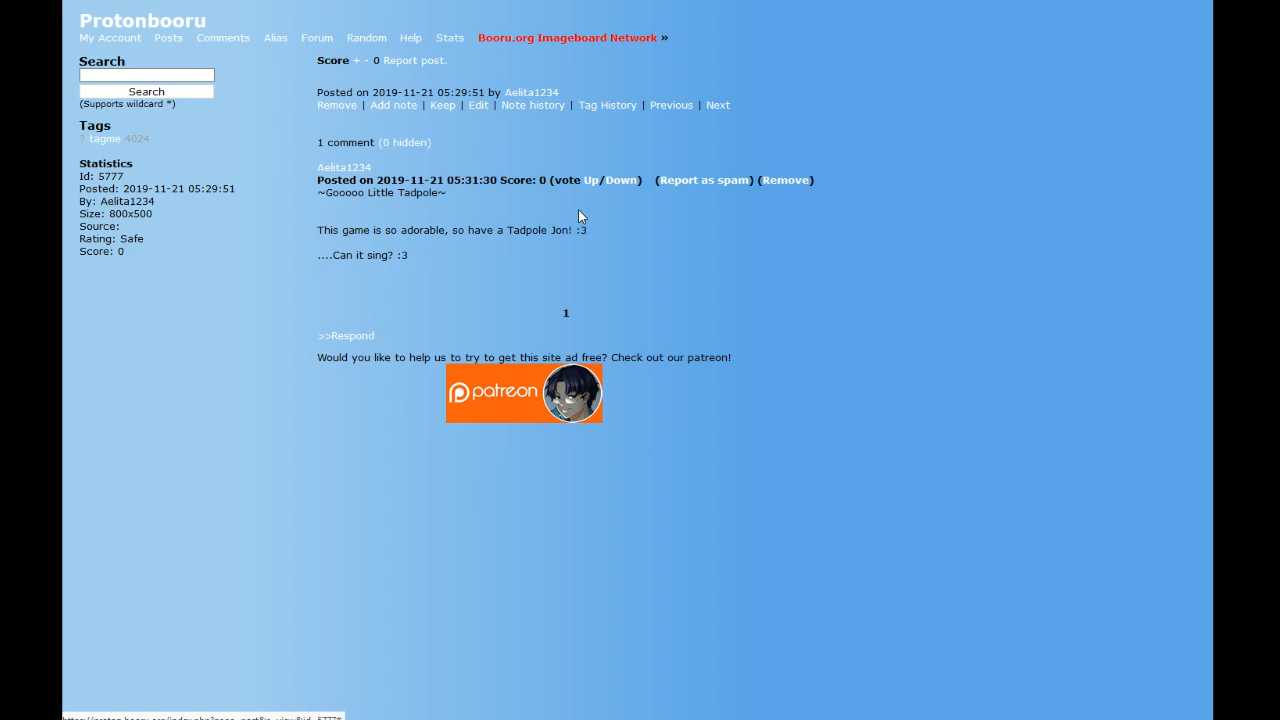 Protonbooru
My Account Posts Comments Alias Forum Random Help Stats Booru.org Imageboard Network »
Search
Search
(Supports wildcard *)
Tags
? tagme 4024
Statistics
Id: 5777
Posted: 2019-11-21 05:29:51
By: Aelita1234
Size: 800x500
Source:
Rating: Safe
Score: 0
Score + - 0 Report post.
Posted on 2019-11-21 05:29:51 by Aelita1234
Remove | Add note | Keep | Edit | Note history | Tag History | Previous | Next
1 comment (0 hidden)
Aelita1234
Posted on 2019-11-21 05:31:30 Score: 0 (vote Up/Down) (Report as spam) (Remove)
~Gooooo Little Tadpole~
This game is so adorable, so have a Tadpole Jon! :3
....Can it sing? :3
1
>>Respond
Would you like to help us to try to get this site ad free? Check out our patreon!
patreon